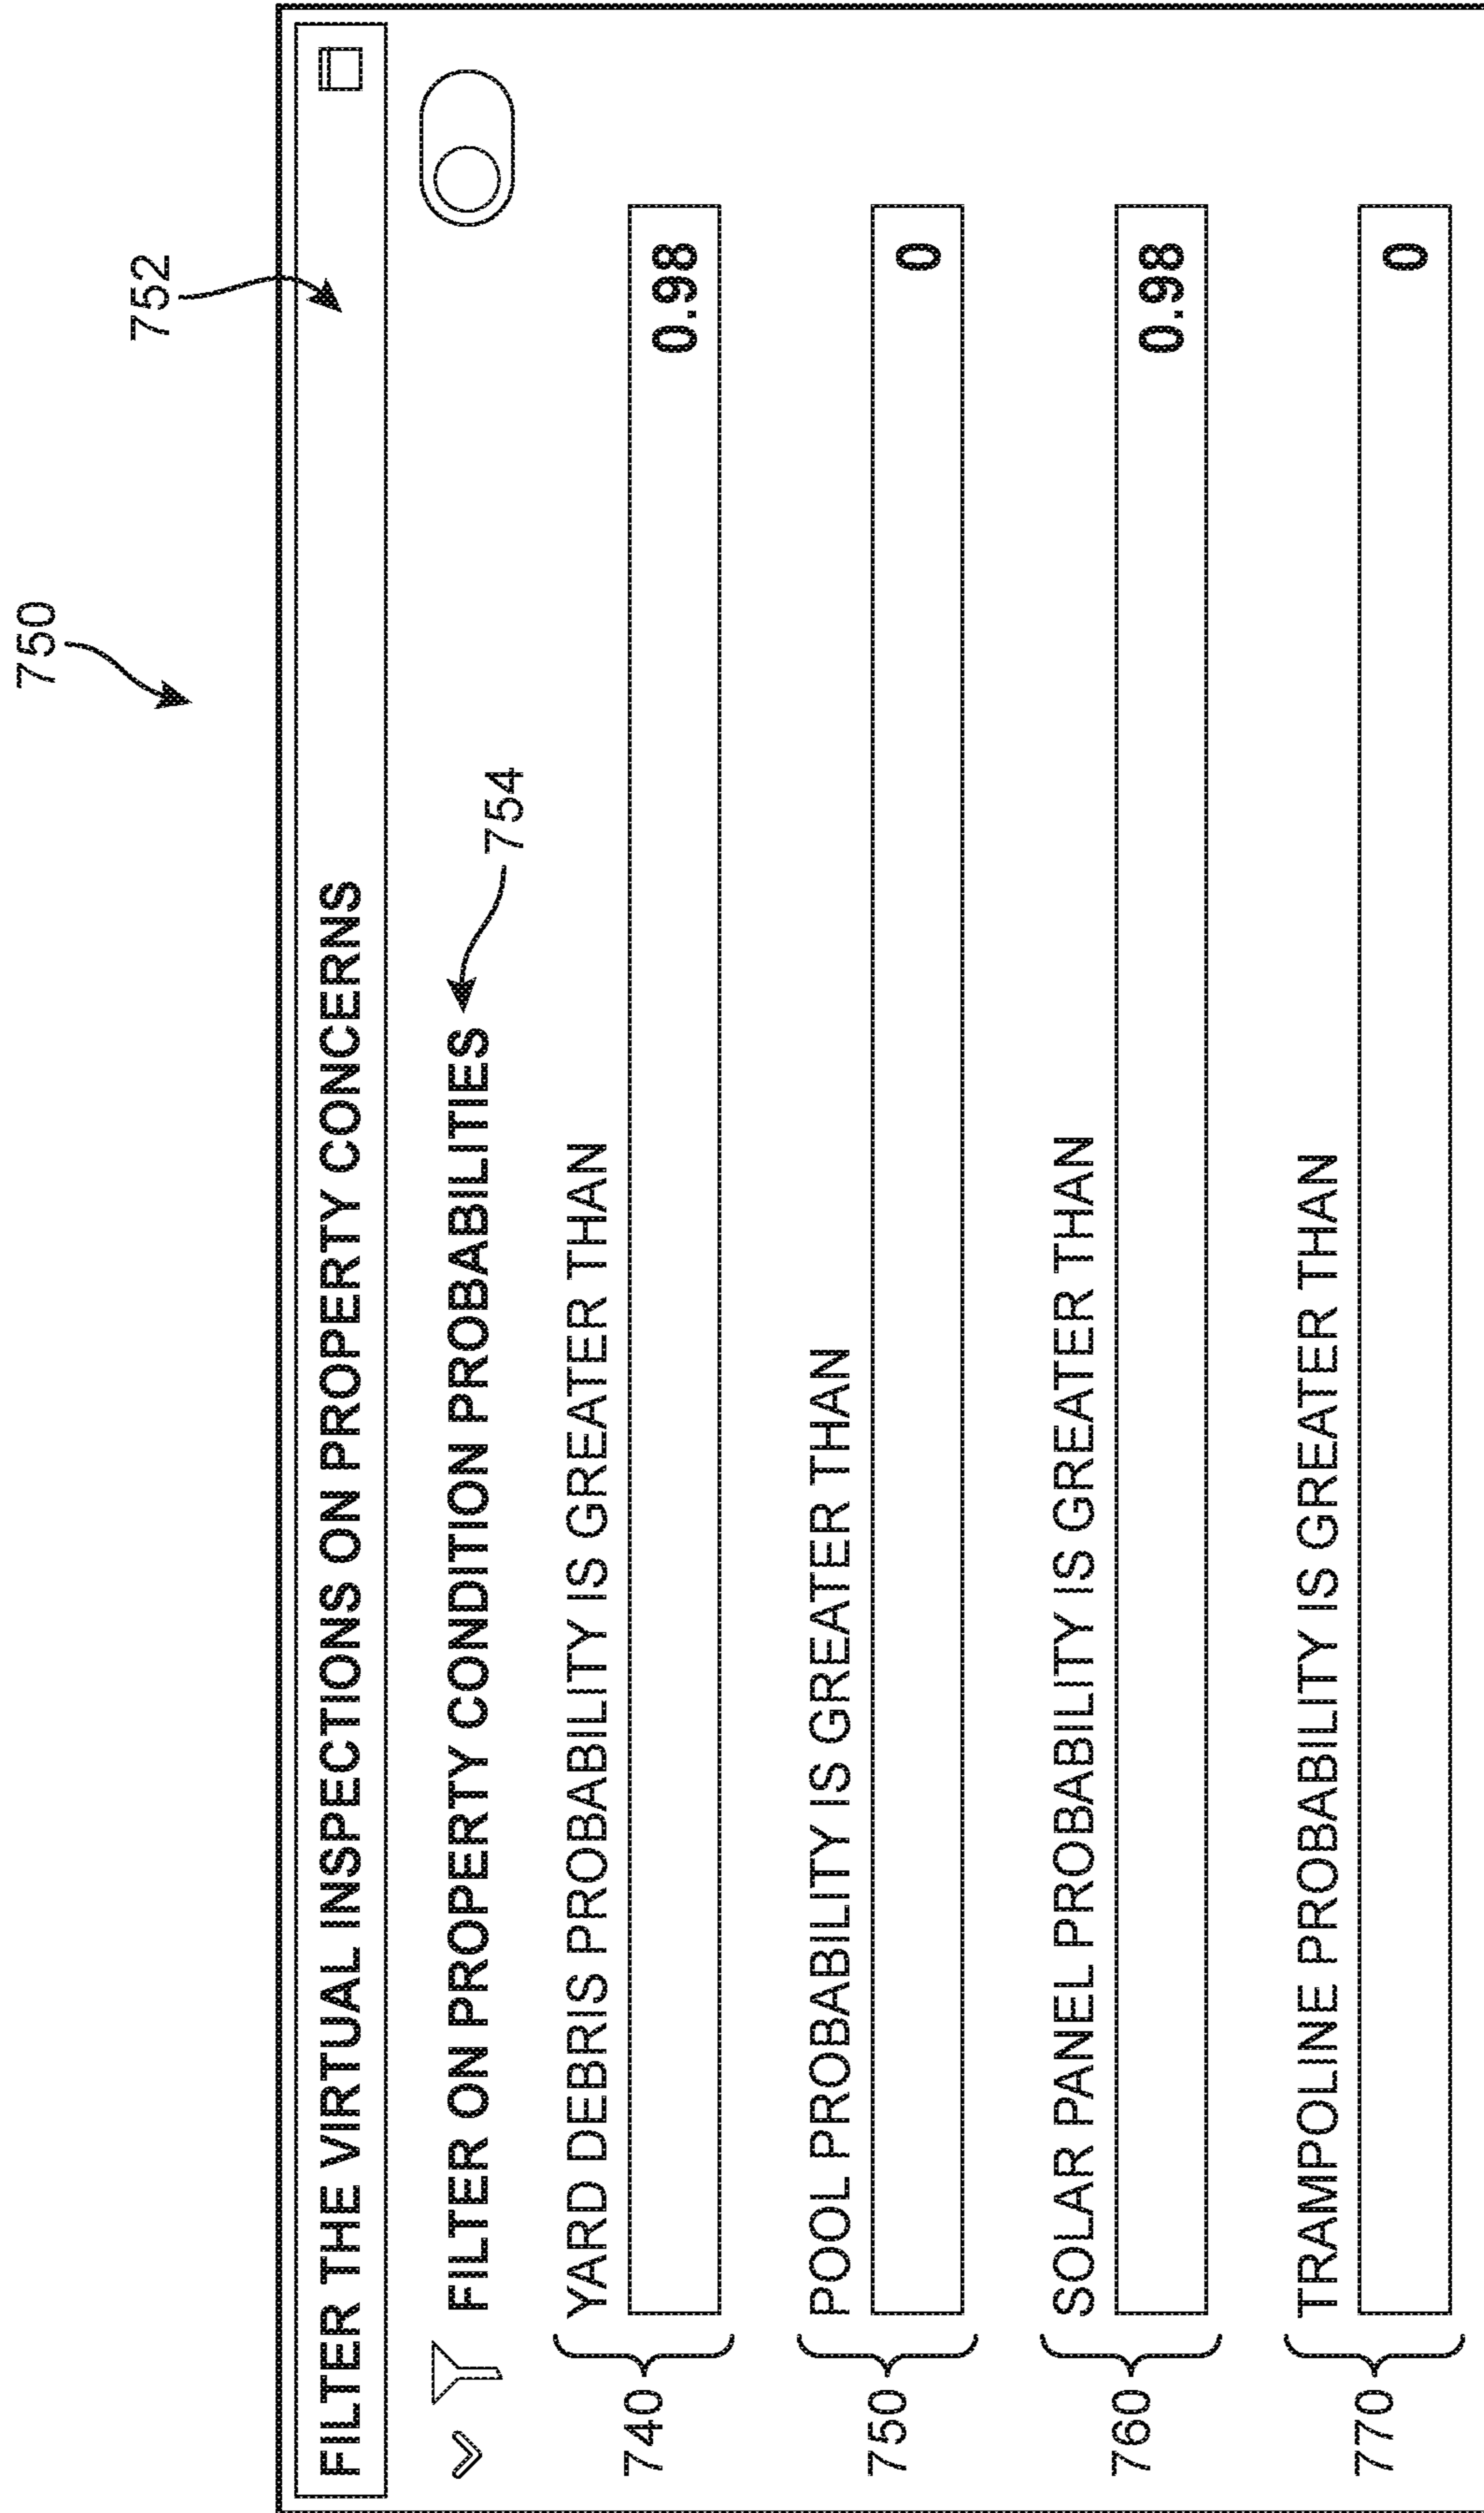 750
752
FILTER THE VIRTUAL INSPECTIONS ON PROPERTY CONCERNS
FILTER ON PROPERTY CONDITION PROBABILITIES
754
YARD DEBRIS PROBABILITY IS GREATER THAN
740
0.98
POOL PROBABILITY IS GREATER THAN
750
0
SOLAR PANEL PROBABILITY IS GREATER THAN
760
0.98
TRAMPOLINE PROBABILITY IS GREATER THAN
770
0